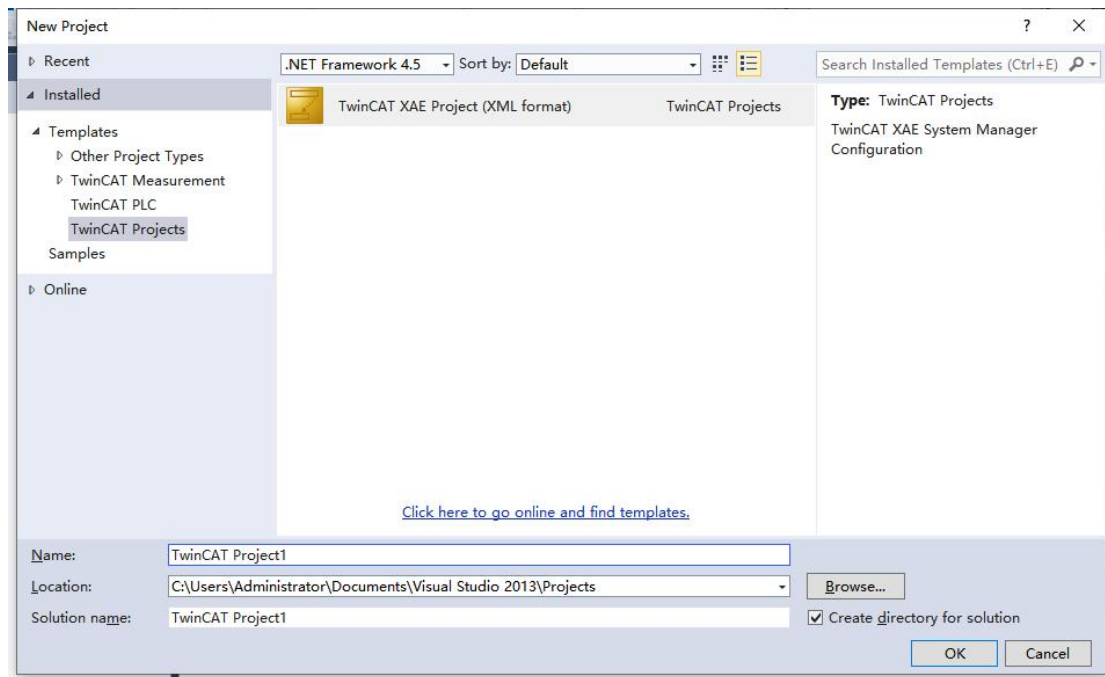 New Project
? ×
Recent
.NET Framework 4.5 Sort by: Default
Search Installed Templates (Ctrl+E)
Installed
Templates
Other Project Types
TwinCAT Measurement
TwinCAT PLC
TwinCAT Projects
Samples
Online
TwinCAT XAE Project (XML format) TwinCAT Projects
Type: TwinCAT Projects
TwinCAT XAE System Manager
Configuration
Click here to go online and find templates.
Name: TwinCAT Project1
Location: C:\Users\Administrator\Documents\Visual Studio 2013\Projects Browse...
Solution name: TwinCAT Project1 Create directory for solution
OK Cancel